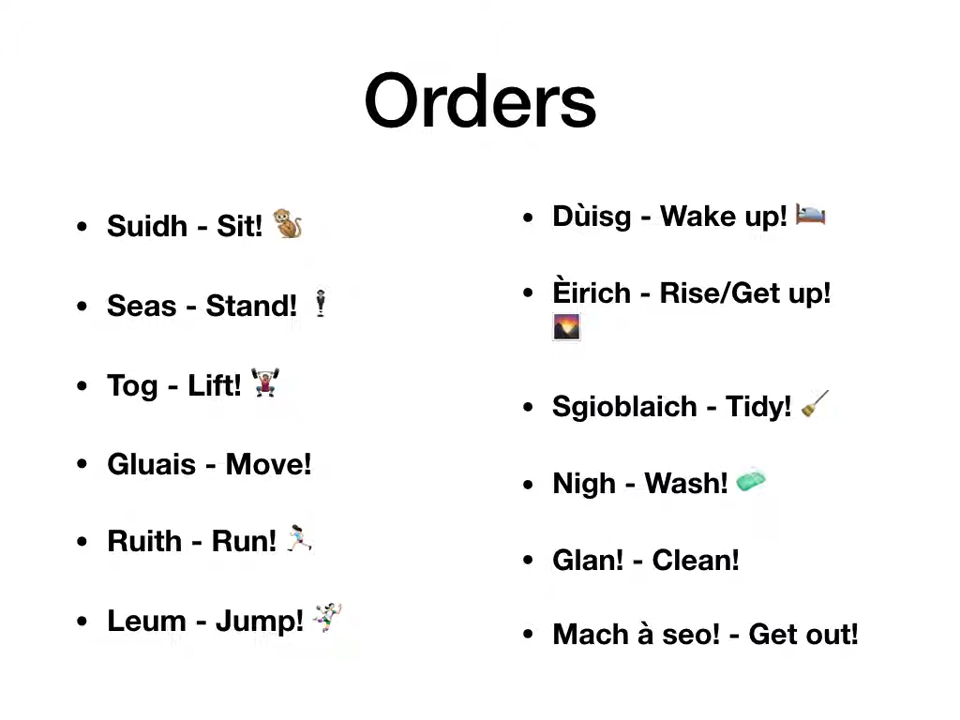 Orders
• Suidh - Sit! 🐒
• Seas - Stand! 🕴
• Tog - Lift! 🏋
• Gluais - Move!
• Ruith - Run! 🏃‍♀
• Leum - Jump! 🤾‍♀
• Dùisg - Wake up! 🛌
• Èirich - Rise/Get up!
🌄
• Sgioblaich - Tidy! 🧹
• Nigh - Wash! 🧼
• Glan! - Clean!
• Mach à seo! - Get out!